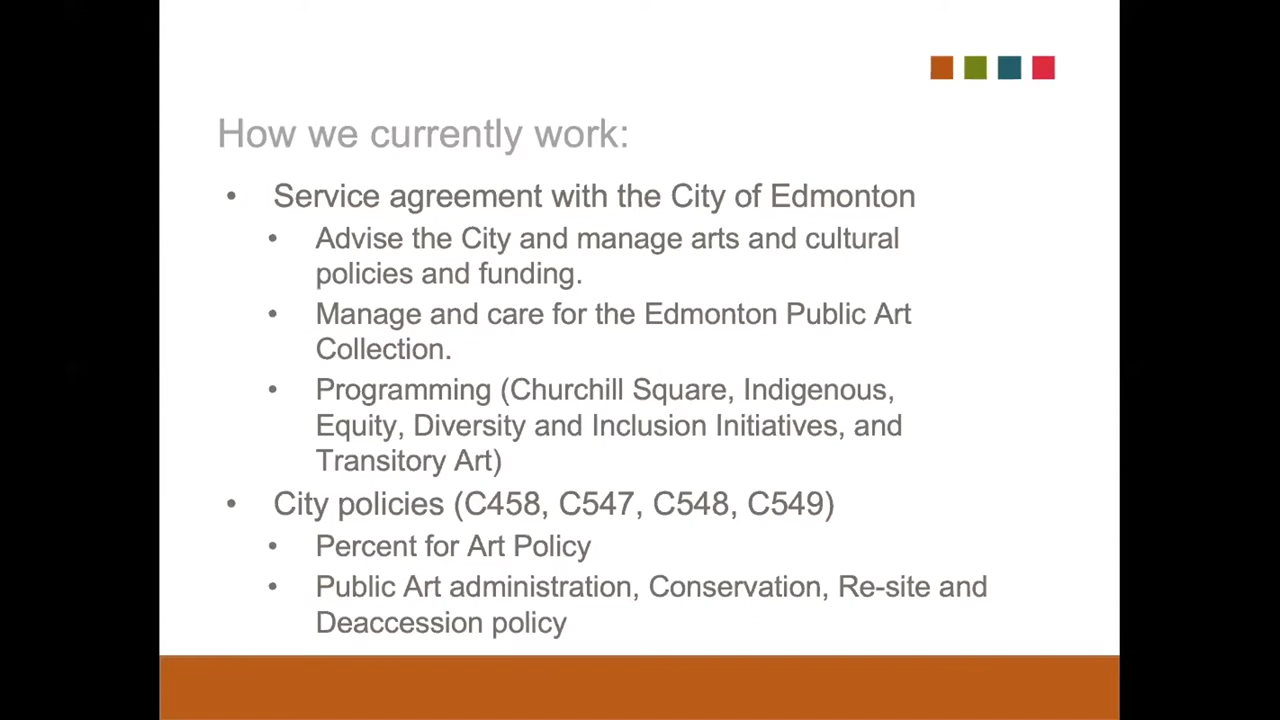 How we currently work:
• Service agreement with the City of Edmonton
• Advise the City and manage arts and cultural
policies and funding.
• Manage and care for the Edmonton Public Art
Collection.
• Programming (Churchill Square, Indigenous,
Equity, Diversity and Inclusion Initiatives, and
Transitory Art)
• City policies (C458, C547, C548, C549)
• Percent for Art Policy
• Public Art administration, Conservation, Re-site and
Deaccession policy